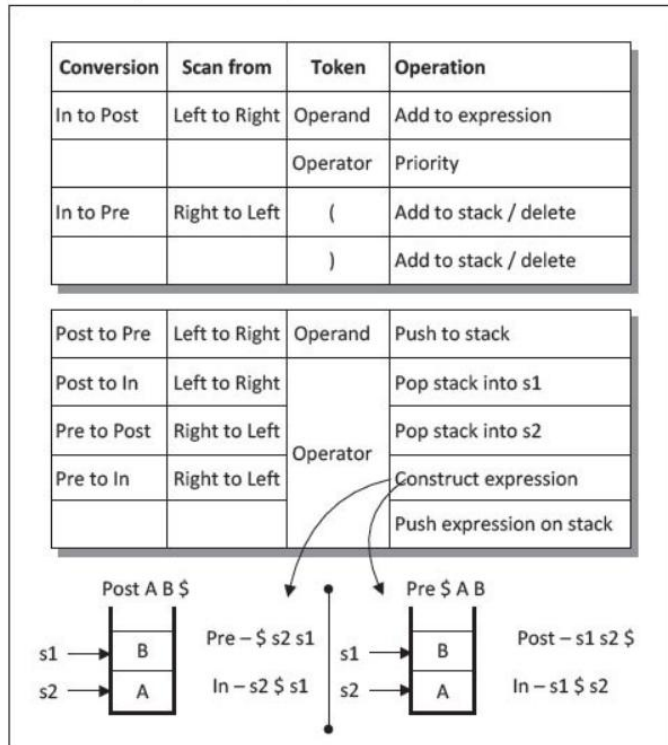 Conversion Scan from Token Operation
In to Post Left to Right Operand Add to expression
Operator Priority
In to Pre Right to Left ( Add to stack / delete
) Add to stack / delete
Post to Pre Left to Right Operand Push to stack
Post to In Left to Right Pop stack into s1
Pre to Post Right to Left Pop stack into s2
Operator
Pre to In Right to Left Construct expression
Push expression on stack
Post A B $ Pre $ A B
Pre – $ s2 s1 Post – s1 s2 $
s1 B s1 B
In – s2 $ s1 In – s1 $ s2
s2 A s2 A